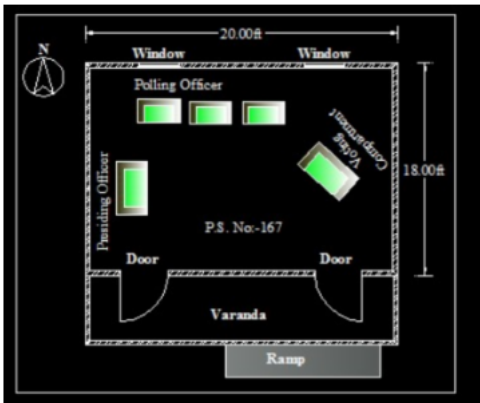 N
20.00ft
Window
Window
Polling Officer
Voting
Compartment
18.00ft
Presiding Officer
P.S. No:-167
Door
Door
Varanda
Ramp